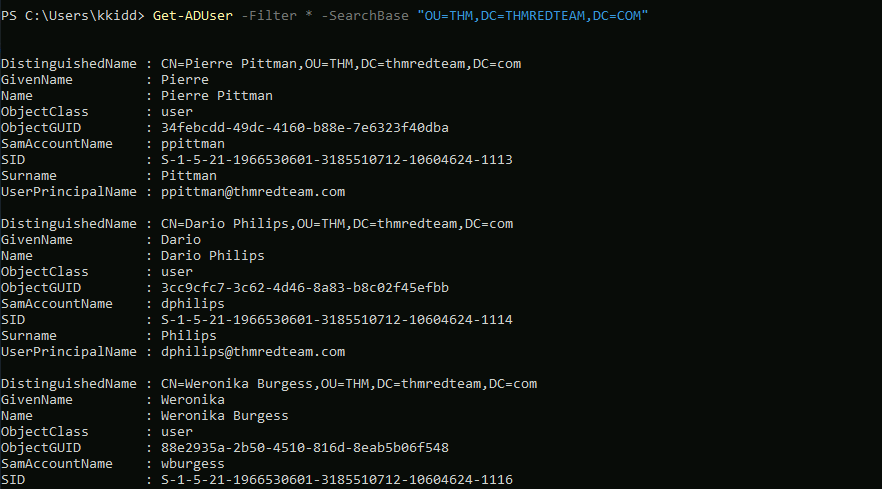 PS C:\Users\kkidd> Get-ADUser -Filter * -SearchBase "OU=THM,DC=THMREDTEAM,DC=COM"
DistinguishedName : CN=Pierre Pittman,OU=THM,DC=thmredteam,DC=com
GivenName : Pierre
Name : Pierre Pittman
ObjectClass : user
ObjectGUID : 34febcdd-49dc-4160-b88e-7e6323f40dba
SamAccountName : ppittman
SID : S-1-5-21-1966530601-3185510712-10604624-1113
Surname : Pittman
UserPrincipalName : ppittman@thmredteam.com
DistinguishedName : CN=Dario Philips,OU=THM,DC=thmredteam,DC=com
GivenName : Dario
Name : Dario Philips
ObjectClass : user
ObjectGUID : 3cc9cfc7-3c62-4d46-8a83-b8c02f45efbb
SamAccountName : dphilips
SID : S-1-5-21-1966530601-3185510712-10604624-1114
Surname : Philips
UserPrincipalName : dphilips@thmredteam.com
DistinguishedName : CN=Weronika Burgess,OU=THM,DC=thmredteam,DC=com
GivenName : Weronika
Name : Weronika Burgess
ObjectClass : user
ObjectGUID : 88e2935a-2b50-4510-816d-8eab5b06f548
SamAccountName : wburgess
SID : S-1-5-21-1966530601-3185510712-10604624-1116